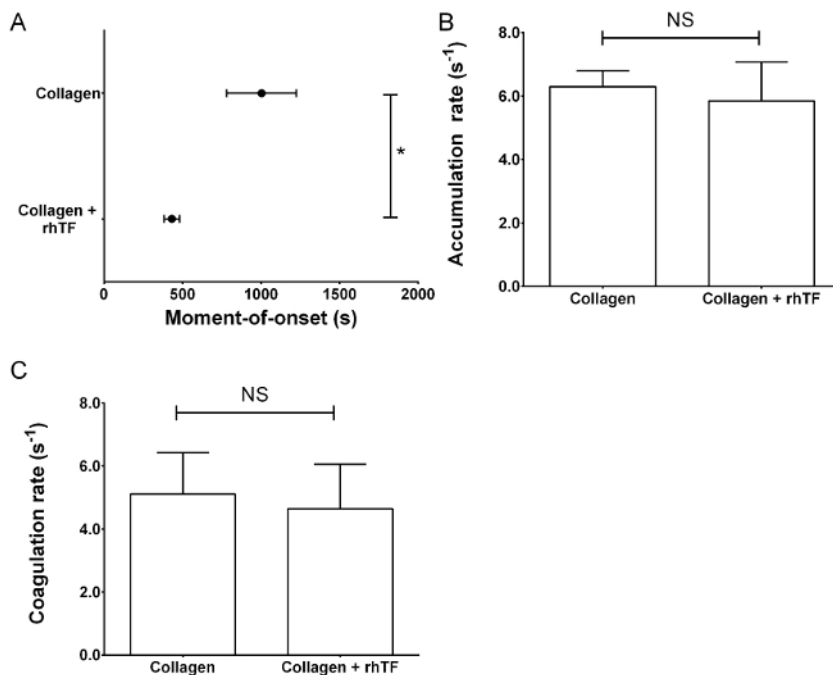 A
Collagen
Collagen +
rhTF
*
0 500 1000 1500 2000
Moment-of-onset (s)
B
NS
8.0
6.0
4.0
2.0
0.0
Accumulation rate (s⁻¹)
Collagen Collagen + rhTF
C
NS
8.0
6.0
4.0
2.0
0.0
Coagulation rate (s⁻¹)
Collagen Collagen + rhTF